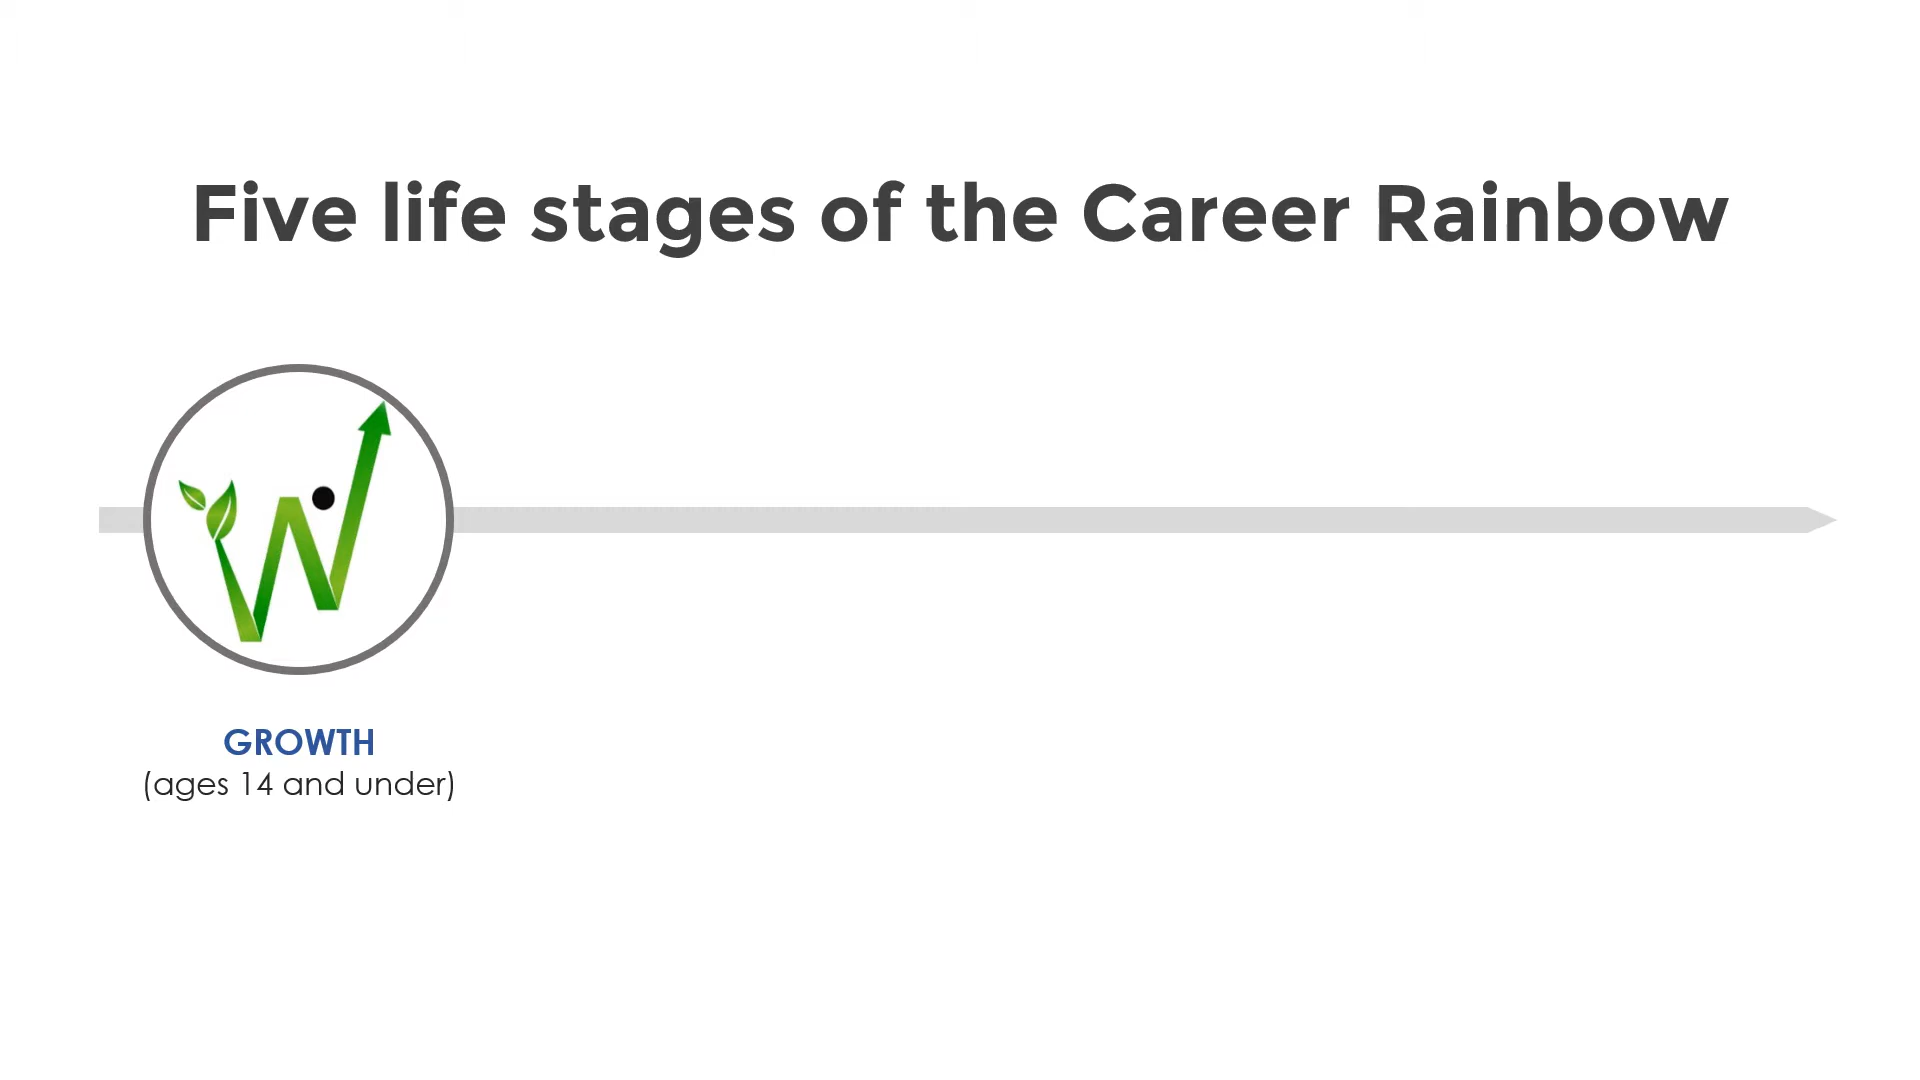 Five life stages of the Career Rainbow
GROWTH
(ages 14 and under)